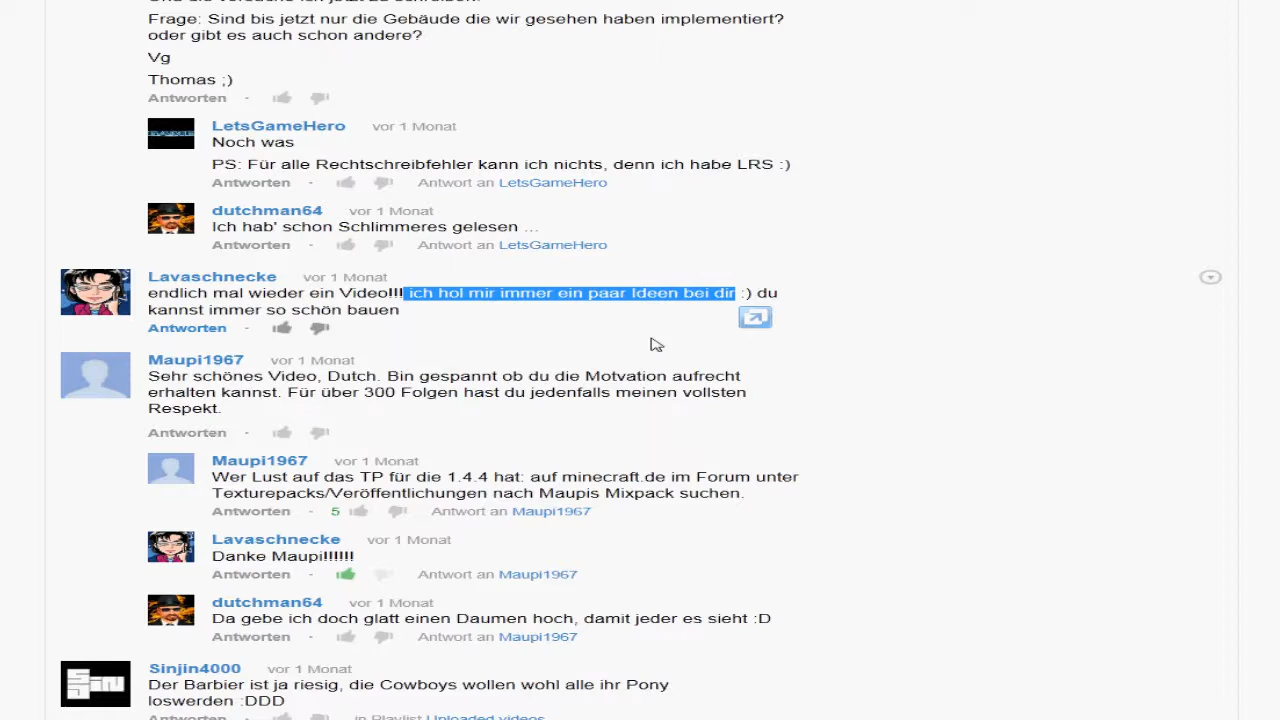 Frage: Sind bis jetzt nur die Gebäude die wir gesehen haben implementiert?
oder gibt es auch schon andere?
Vg
Thomas ;)
Antworten ·
LetsGameHero vor 1 Monat
Noch was
PS: Für alle Rechtschreibfehler kann ich nichts, denn ich habe LRS :)
Antworten · Antwort an LetsGameHero
dutchman64 vor 1 Monat
Ich hab' schon Schlimmeres gelesen ...
Antworten · Antwort an LetsGameHero
Lavaschnecke vor 1 Monat
endlich mal wieder ein Video!!! ich hol mir immer ein paar Ideen bei dir :) du
kannst immer so schön bauen
Antworten ·
Maupi1967 vor 1 Monat
Sehr schönes Video, Dutch. Bin gespannt ob du die Motvation aufrecht
erhalten kannst. Für über 300 Folgen hast du jedenfalls meinen vollsten
Respekt.
Antworten ·
Maupi1967 vor 1 Monat
Wer Lust auf das TP für die 1.4.4 hat: auf minecraft.de im Forum unter
Texturepacks/Veröffentlichungen nach Maupis Mixpack suchen.
Antworten · 5 Antwort an Maupi1967
Lavaschnecke vor 1 Monat
Danke Maupi!!!!!!
Antworten · Antwort an Maupi1967
dutchman64 vor 1 Monat
Da gebe ich doch glatt einen Daumen hoch, damit jeder es sieht :D
Antworten · Antwort an Maupi1967
Sinjin4000 vor 1 Monat
Der Barbier ist ja riesig, die Cowboys wollen wohl alle ihr Pony
loswerden :DDD
Antworten · in Playlist Uploaded videos